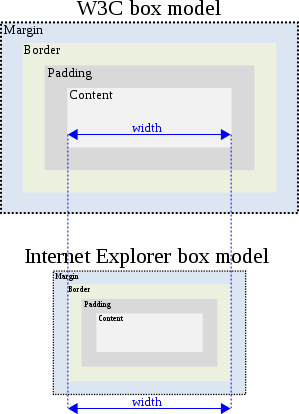 W3C box model
Margin
Border
Padding
Content
width
Internet Explorer box model
Margin
Border
Padding
Content
width